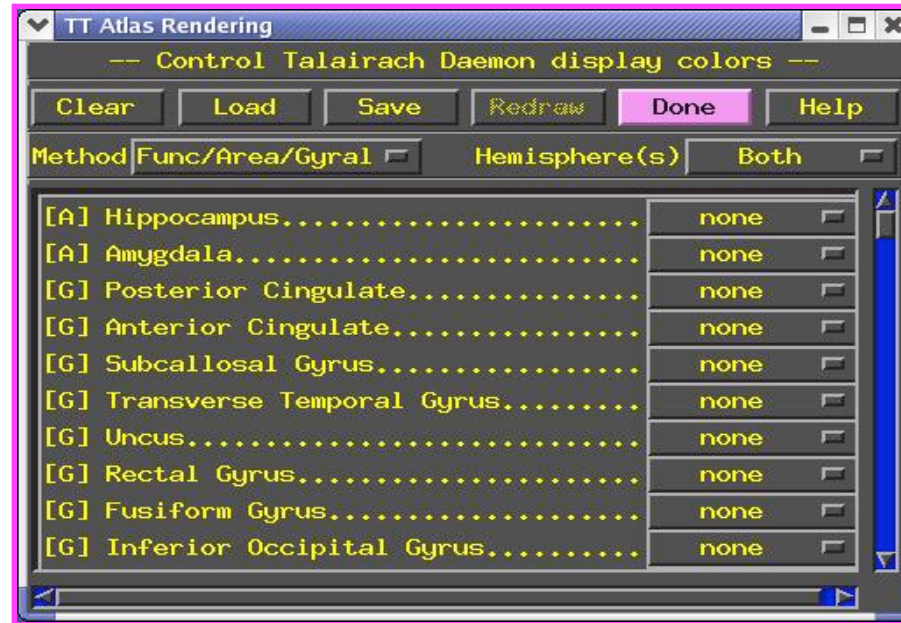 TT Atlas Rendering
-- Control Talairach Daemon display colors --
Clear Load Save Redraw Done Help
Method Func/Area/Gyral Hemisphere(s) Both
[A] Hippocampus....................... none
[A] Amygdala.......................... none
[G] Posterior Cingulate............... none
[G] Anterior Cingulate................ none
[G] Subcallosal Gyrus................. none
[G] Transverse Temporal Gyrus......... none
[G] Uncus............................. none
[G] Rectal Gyrus...................... none
[G] Fusiform Gyrus.................... none
[G] Inferior Occipital Gyrus.......... none